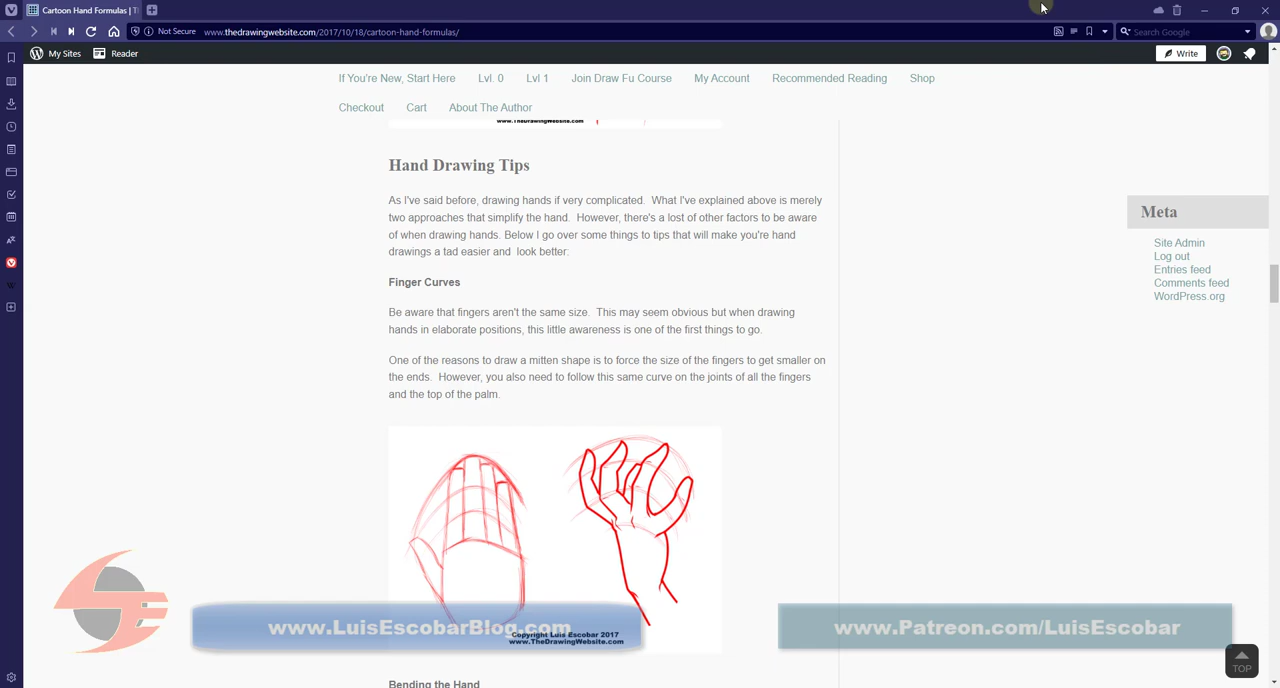 Cartoon Hand Formulas | T
Not Secure
www.thedrawingwebsite.com/2017/10/18/cartoon-hand-formulas/
Search Google
My Sites
Reader
Write
If You're New, Start Here
Lvl. 0
Lvl 1
Join Draw Fu Course
My Account
Recommended Reading
Shop
Checkout
Cart
About The Author
www.TheDrawingWebsite.com
Hand Drawing Tips
As I've said before, drawing hands if very complicated. What I've explained above is merely
two approaches that simplify the hand. However, there's a lost of other factors to be aware
of when drawing hands. Below I go over some things to tips that will make you're hand
drawings a tad easier and look better:
Finger Curves
Be aware that fingers aren't the same size. This may seem obvious but when drawing
hands in elaborate positions, this little awareness is one of the first things to go.
One of the reasons to draw a mitten shape is to force the size of the fingers to get smaller on
the ends. However, you also need to follow this same curve on the joints of all the fingers
and the top of the palm.
Meta
Site Admin
Log out
Entries feed
Comments feed
WordPress.org
www.LuisEscobarBlog.com
Copyright Luis Escobar 2017
www.TheDrawingWebsite.com
www.Patreon.com/LuisEscobar
TOP
Bending the Hand